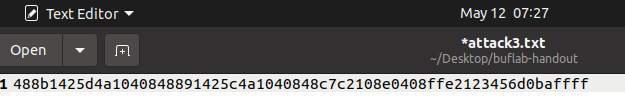 Text Editor May 12 07:27
Open *attack3.txt
~/Desktop/buflab-handout
1 488b1425d4a1040848891425c4a1040848c7c2108e0408ffe2123456d0baffff